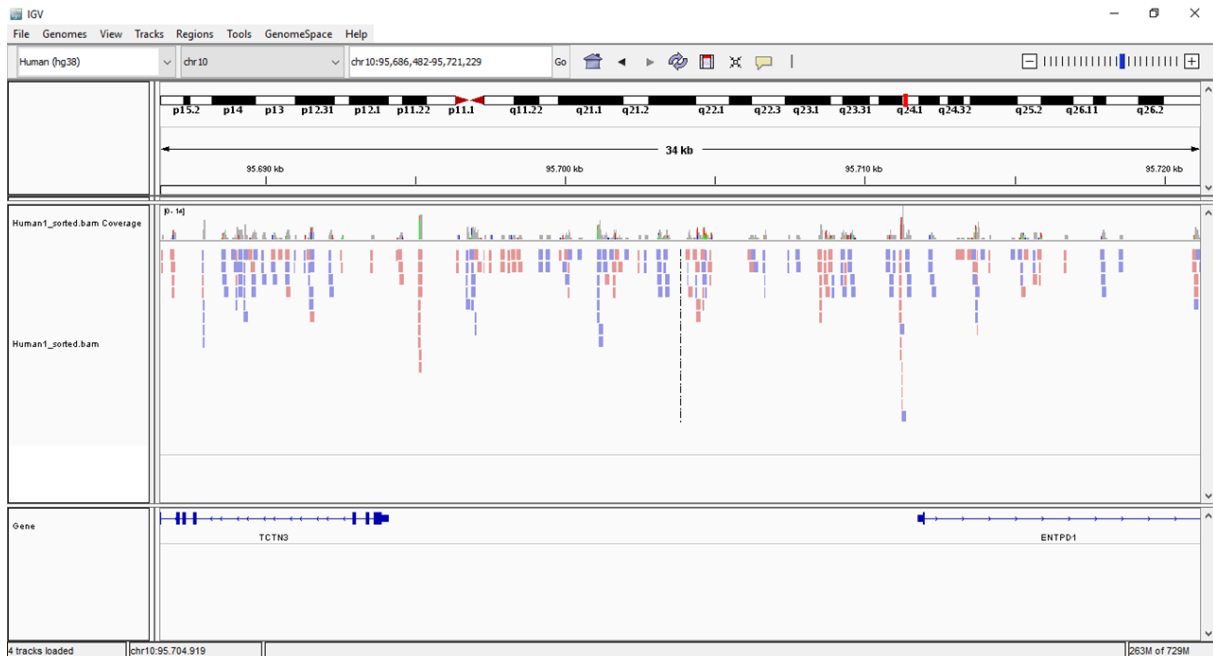 IGV
File Genomes View Tracks Regions Tools GenomeSpace Help
Human (hg38) chr10 chr10:95,686,482-95,721,229 Go
p15.2 p14 p13 p12.31 p12.1 p11.22 p11.1 q11.22 q21.1 q21.2 q22.1 q22.3 q23.1 q23.31 q24.1 q24.32 q25.2 q26.11 q26.2
34 kb
95.690 kb 95.700 kb 95.710 kb 95.720 kb
[0 - 14]
Human1_sorted.bam Coverage
Human1_sorted.bam
Gene
TCTN3 ENTPD1
4 tracks loaded chr10:95.704.919 263M of 729M